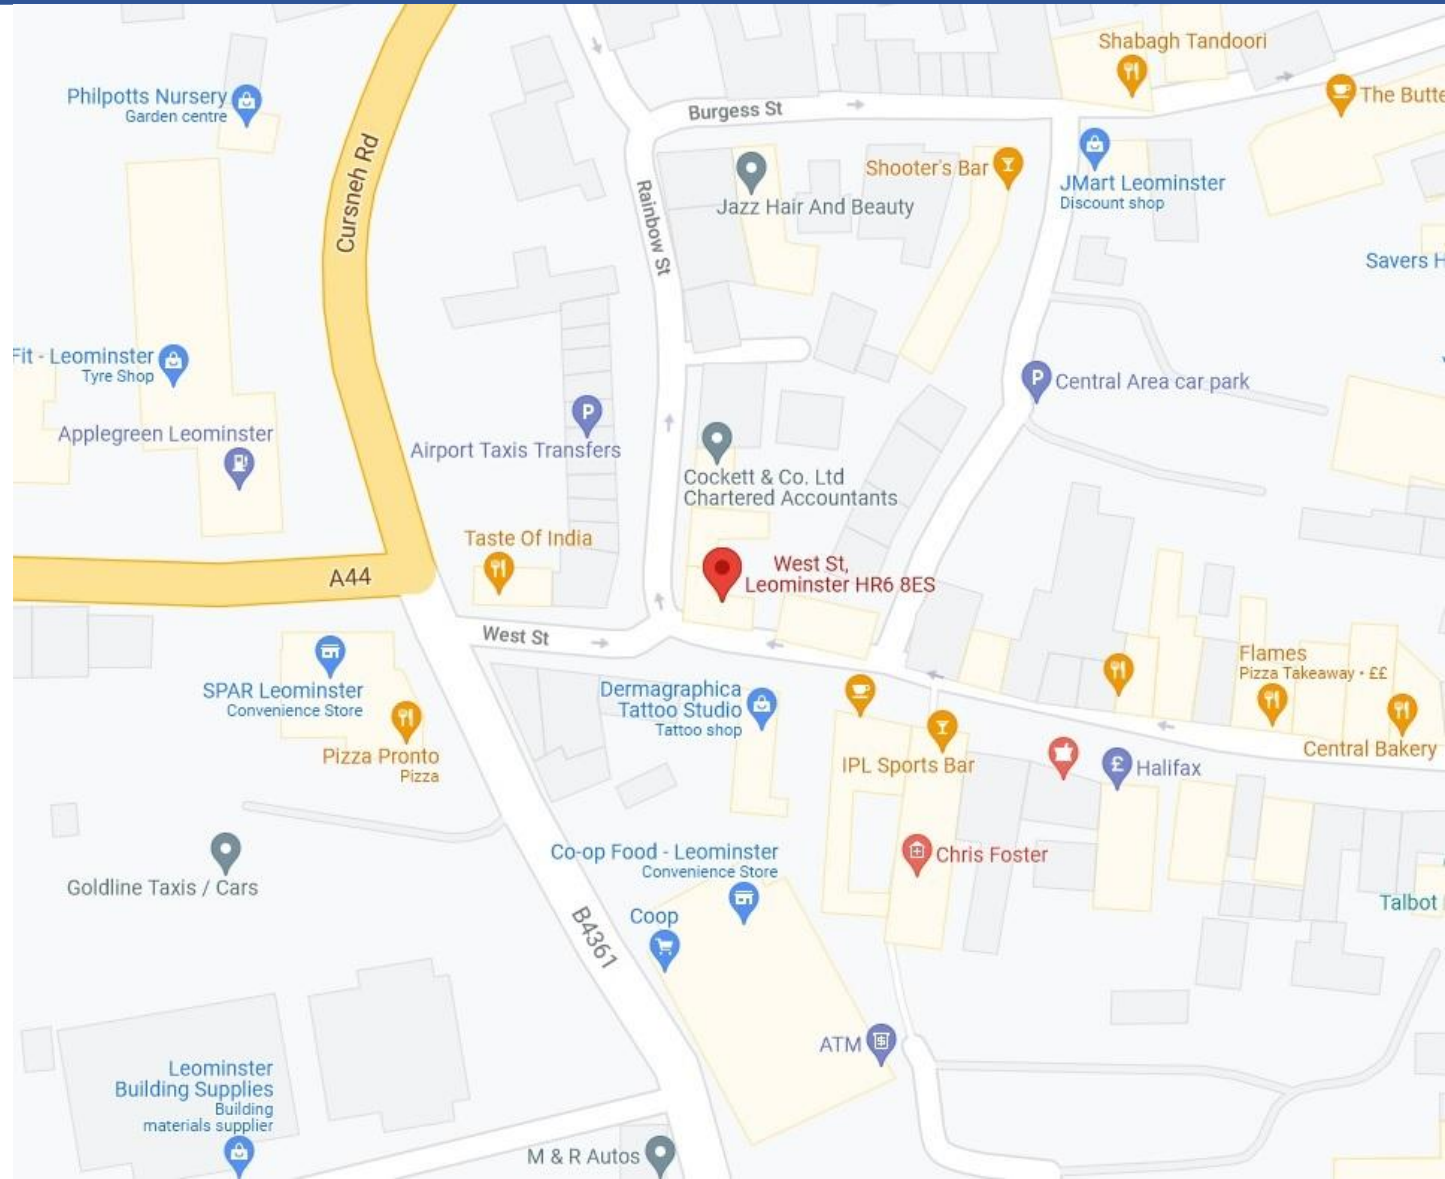 Shabagh Tandoori
Philpotts Nursery
Garden centre
The Butte
Burgess St
Cursneh Rd
Shooter's Bar
JMart Leominster
Discount shop
Jazz Hair And Beauty
Rainbow St
Savers H
Fit - Leominster
Tyre Shop
Central Area car park
Applegreen Leominster
Airport Taxis Transfers
Cockett & Co. Ltd
Chartered Accountants
Taste Of India
West St,
Leominster HR6 8ES
A44
West St
Flames
Pizza Takeaway • ££
SPAR Leominster
Convenience Store
Dermagraphica
Tattoo Studio
Tattoo shop
Pizza Pronto
Pizza
IPL Sports Bar
Halifax
Central Bakery
Co-op Food - Leominster
Convenience Store
Chris Foster
Goldline Taxis / Cars
Coop
B4361
Talbot
ATM
Leominster
Building Supplies
Building
materials supplier
M & R Autos